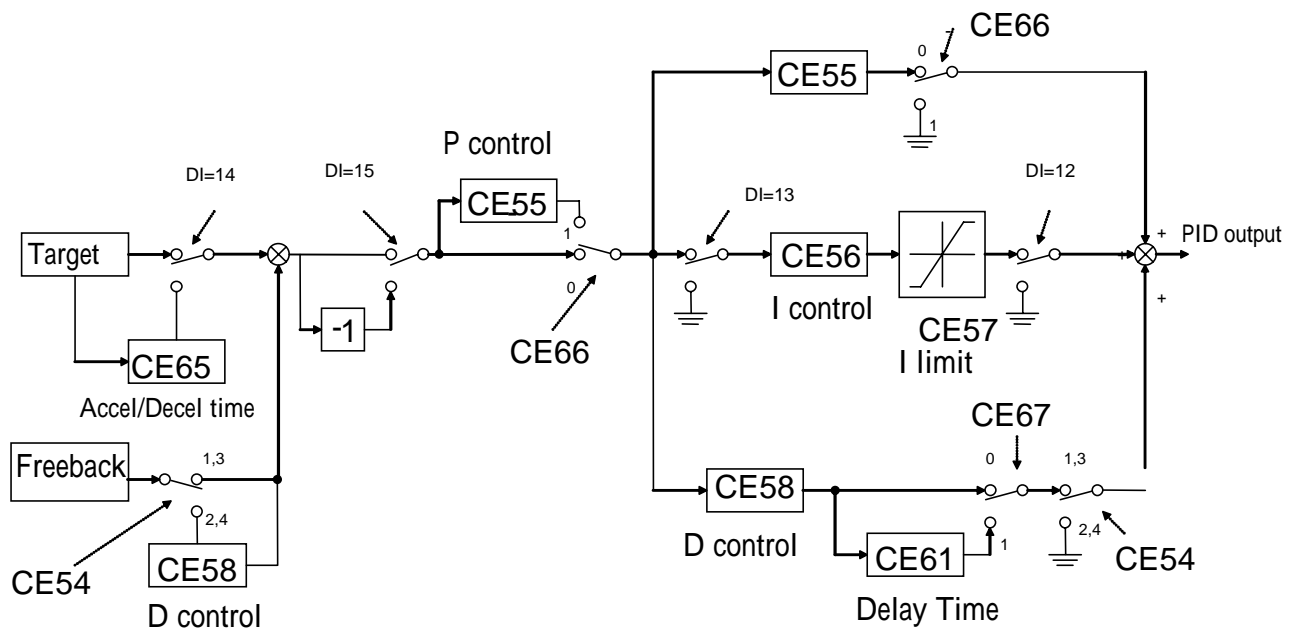 0
CE66
CE55
1
P control
DI=14
DI=15
CE55
DI=13
DI=12
1
+
PID output
Target
CE56
+
0
I control
+
-1
CE57
CE65
CE66
I limit
Accel/Decel time
CE67
Freeback
1,3
0
1,3
CE58
2,4
D control
1
2,4
CE54
CE58
CE61
CE54
D control
Delay Time